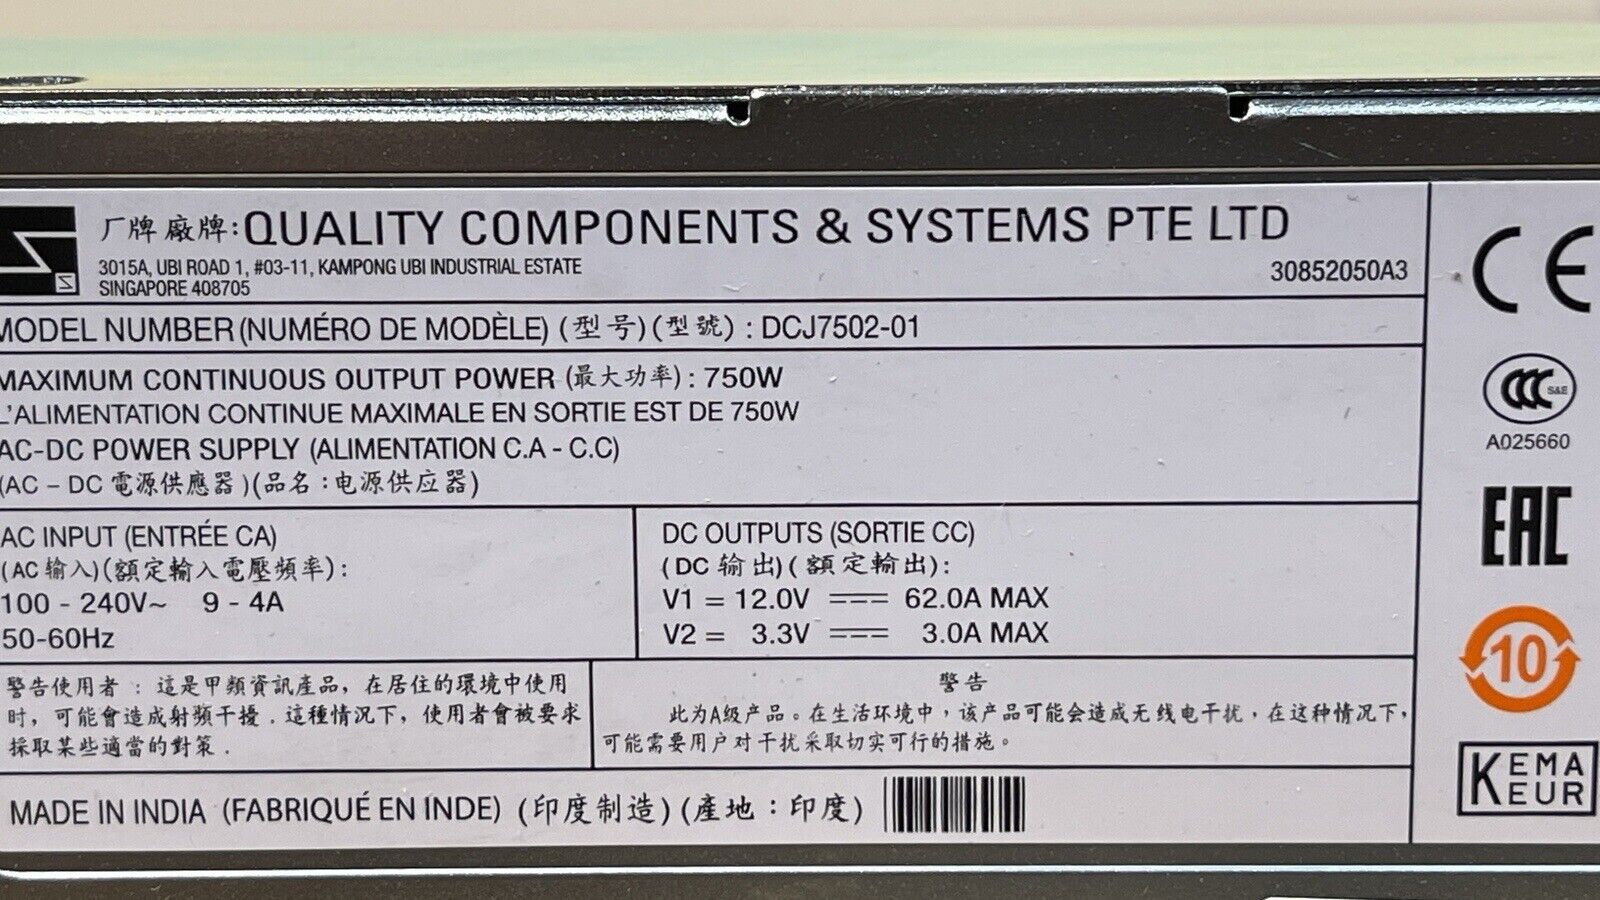 厂牌 廠牌:QUALITY COMPONENTS & SYSTEMS PTE LTD
3015A, UBI ROAD 1, #03-11, KAMPONG UBI INDUSTRIAL ESTATE
SINGAPORE 408705
30852050A3
MODEL NUMBER (NUMÉRO DE MODÈLE) (型号)(型號) : DCJ7502-01
MAXIMUM CONTINUOUS OUTPUT POWER (最大功率) : 750W
L'ALIMENTATION CONTINUE MAXIMALE EN SORTIE EST DE 750W
AC-DC POWER SUPPLY (ALIMENTATION C.A - C.C)
(AC – DC 電源供應器)(品名：电源供应器)
AC INPUT (ENTRÉE CA)
(AC 输入)(額定輸入電壓頻率):
100 - 240V~ 9 - 4A
50-60Hz
DC OUTPUTS (SORTIE CC)
(DC 输出)(額定輸出):
V1 = 12.0V ⎓ 62.0A MAX
V2 = 3.3V ⎓ 3.0A MAX
警告使用者 : 這是甲類資訊產品, 在居住的環境中使用
时, 可能會造成射頻干擾 . 這種情況下, 使用者會被要求
採取某些適當的對策 .
警告
此为A级产品。在生活环境中, 该产品可能会造成无线电干扰, 在这种情况下,
可能需要用户对干扰采取切实可行的措施。
MADE IN INDIA (FABRIQUÉ EN INDE) (印度制造)(產地：印度)
CE
CCC S&E
A025660
EAC
10
KEMA
EUR